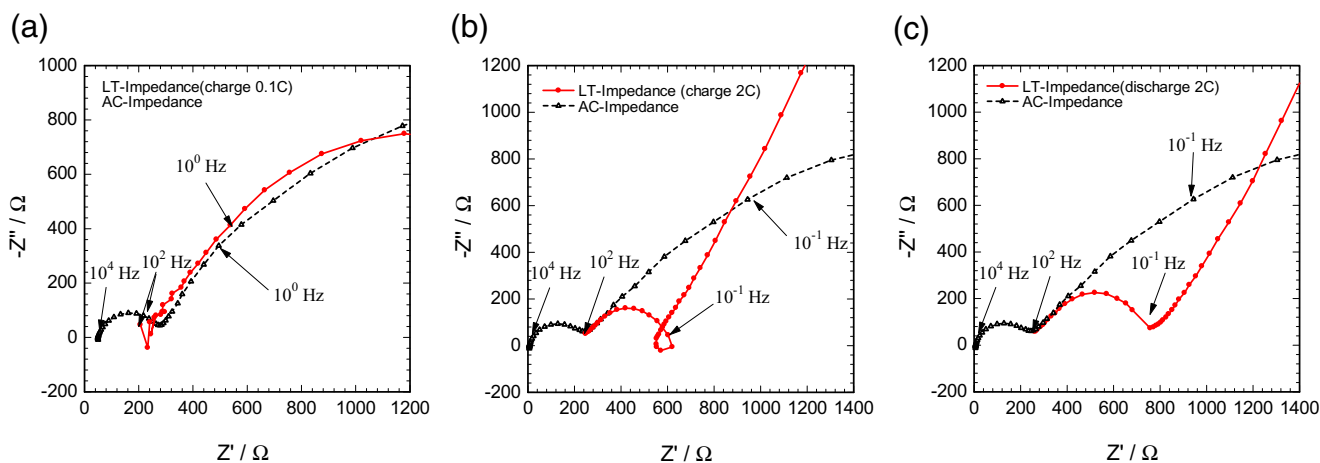 (a)
LT-Impedance(charge 0.1C)
AC-Impedance
10⁰ Hz
10⁴ Hz
10² Hz
10⁰ Hz
1000
800
600
400
200
0
-200
0 200 400 600 800 1000 1200
-Z'' / Ω
Z' / Ω
(b)
LT-Impedance (charge 2C)
AC-Impedance
10⁴ Hz
10² Hz
10⁻¹ Hz
10⁻¹ Hz
1200
1000
800
600
400
200
0
-200
0 200 400 600 800 1000 1200 1400
Z' / Ω
(c)
LT-Impedance(discharge 2C)
AC-Impedance
10⁻¹ Hz
10⁴ Hz
10² Hz
10⁻¹ Hz
1200
1000
800
600
400
200
0
-200
0 200 400 600 800 1000 1200 1400
Z' / Ω